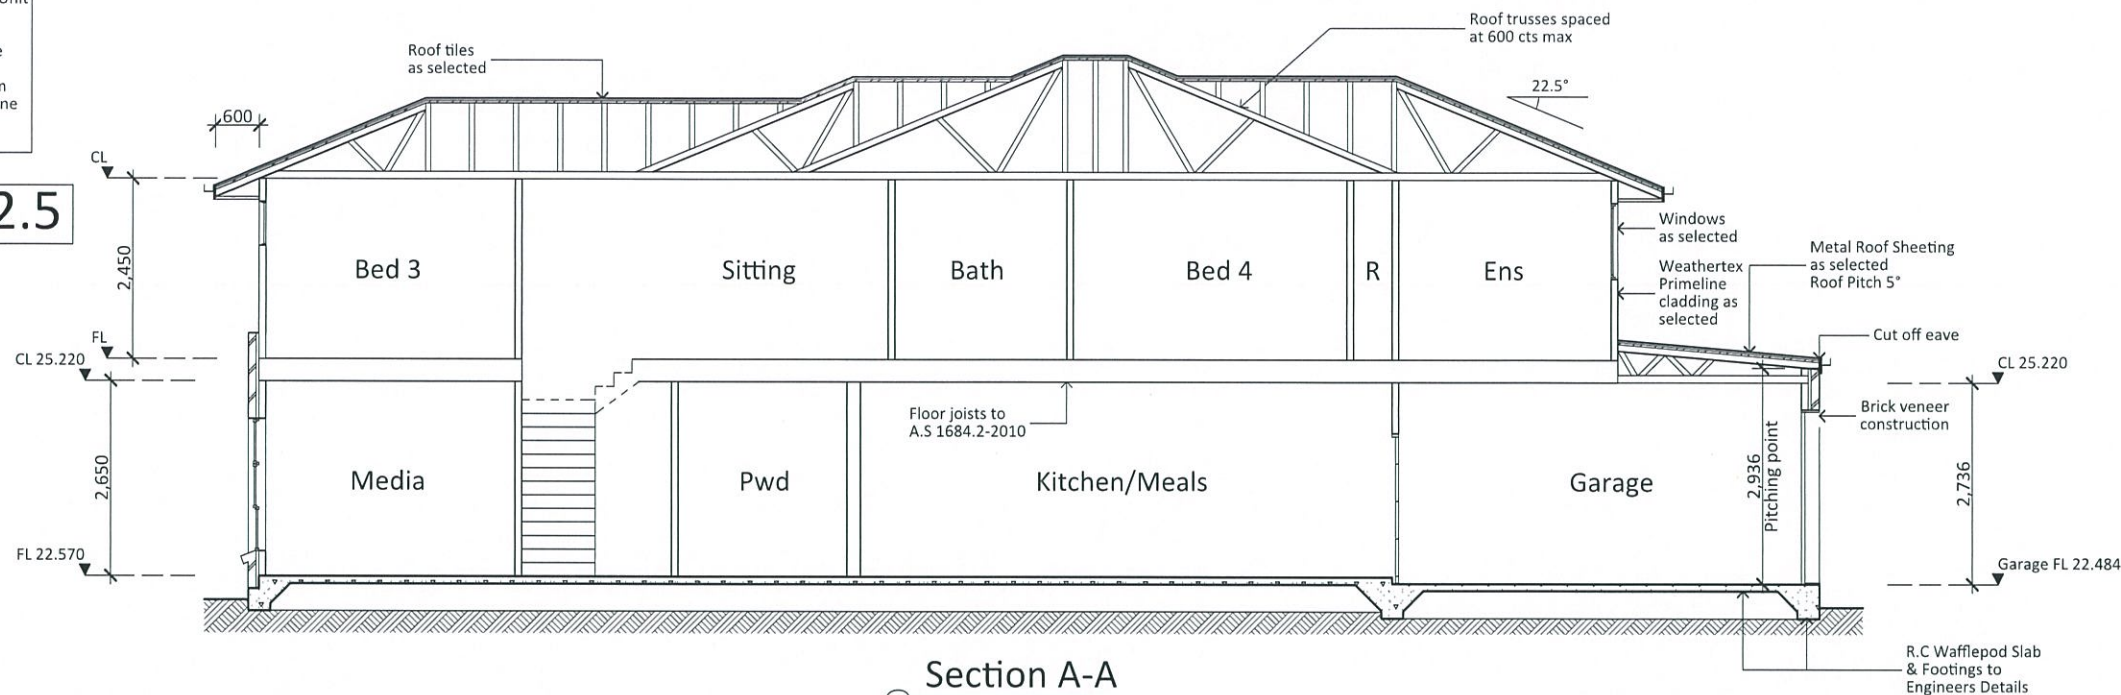 2.5
Roof tiles
as selected
Roof trusses spaced
at 600 cts max
22.5°
600
CL
2,450
FL
CL 25.220
2,650
FL 22.570
Bed 3
Sitting
Bath
Bed 4
R
Ens
Windows
as selected
Weathertex
Primeline
cladding as
selected
Metal Roof Sheeting
as selected
Roof Pitch 5°
Cut off eave
CL 25.220
Brick veneer
construction
Floor joists to
A.S 1684.2-2010
Media
Pwd
Kitchen/Meals
Garage
2,936
Pitching point
2,736
Garage FL 22.484
R.C Wafflepod Slab
& Footings to
Engineers Details
Section A-A